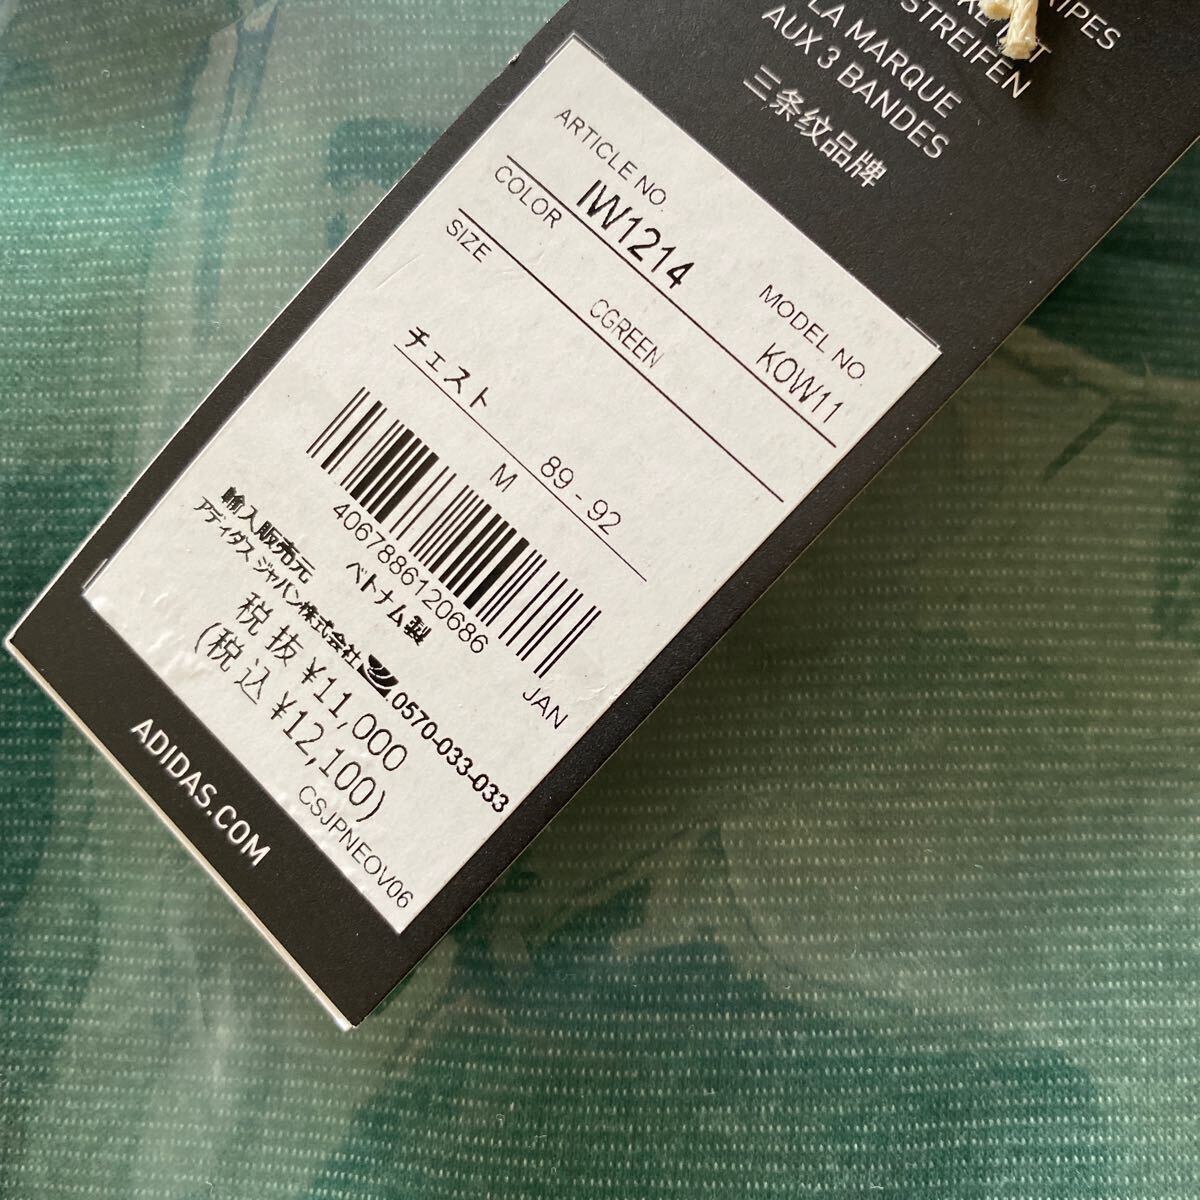 STREIFEN
LA MARQUE
AUX 3 BANDES
三条纹品牌
ARTICLE NO.
MODEL NO.
IW1214
KOW11
COLOR
CGREEN
SIZE
チェスト
89 - 92
M
4067886120686
JAN
輸入販売元
ベトナム製
アディダス ジャパン株式会社 0570-033-033
税 抜 ¥11,000
(税 込 ¥12,100)
CSJPNEOV06
ADIDAS.COM